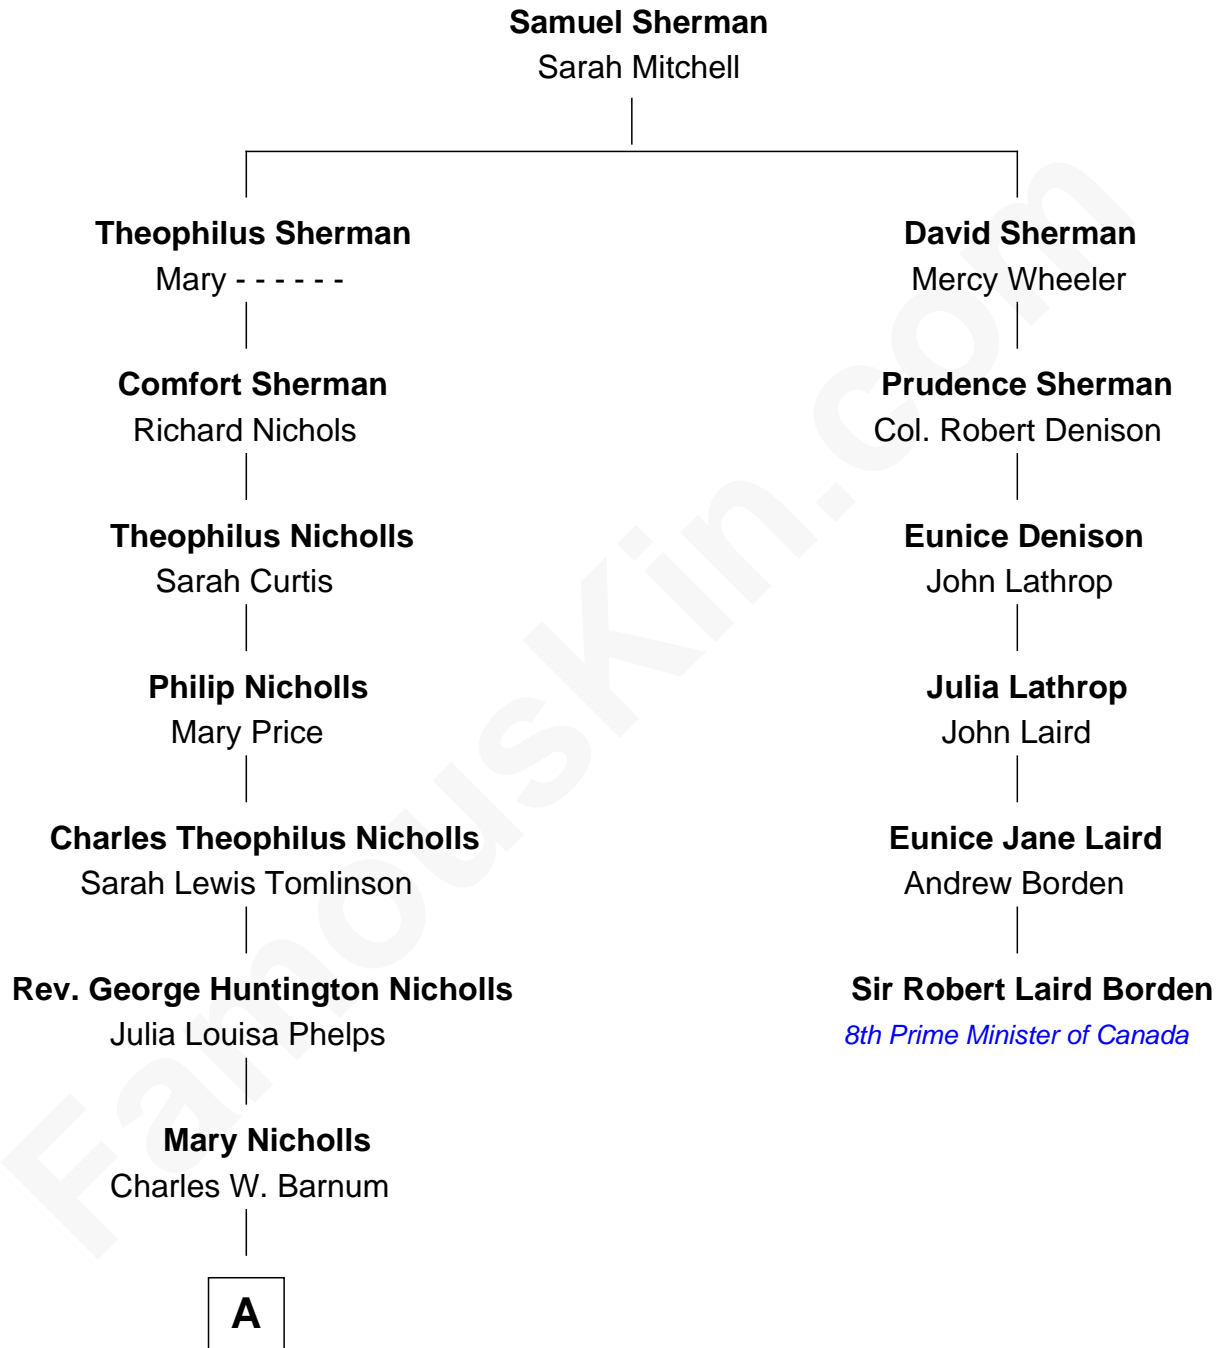 Samuel Sherman
Sarah Mitchell
Theophilus Sherman
Mary - - - - - -
David Sherman
Mercy Wheeler
Comfort Sherman
Richard Nichols
Prudence Sherman
Col. Robert Denison
Theophilus Nicholls
Sarah Curtis
Eunice Denison
John Lathrop
Philip Nicholls
Mary Price
Julia Lathrop
John Laird
Charles Theophilus Nicholls
Sarah Lewis Tomlinson
Eunice Jane Laird
Andrew Borden
Rev. George Huntington Nicholls
Julia Louisa Phelps
Sir Robert Laird Borden
8th Prime Minister of Canada
Mary Nicholls
Charles W. Barnum
A
FamousKin.com